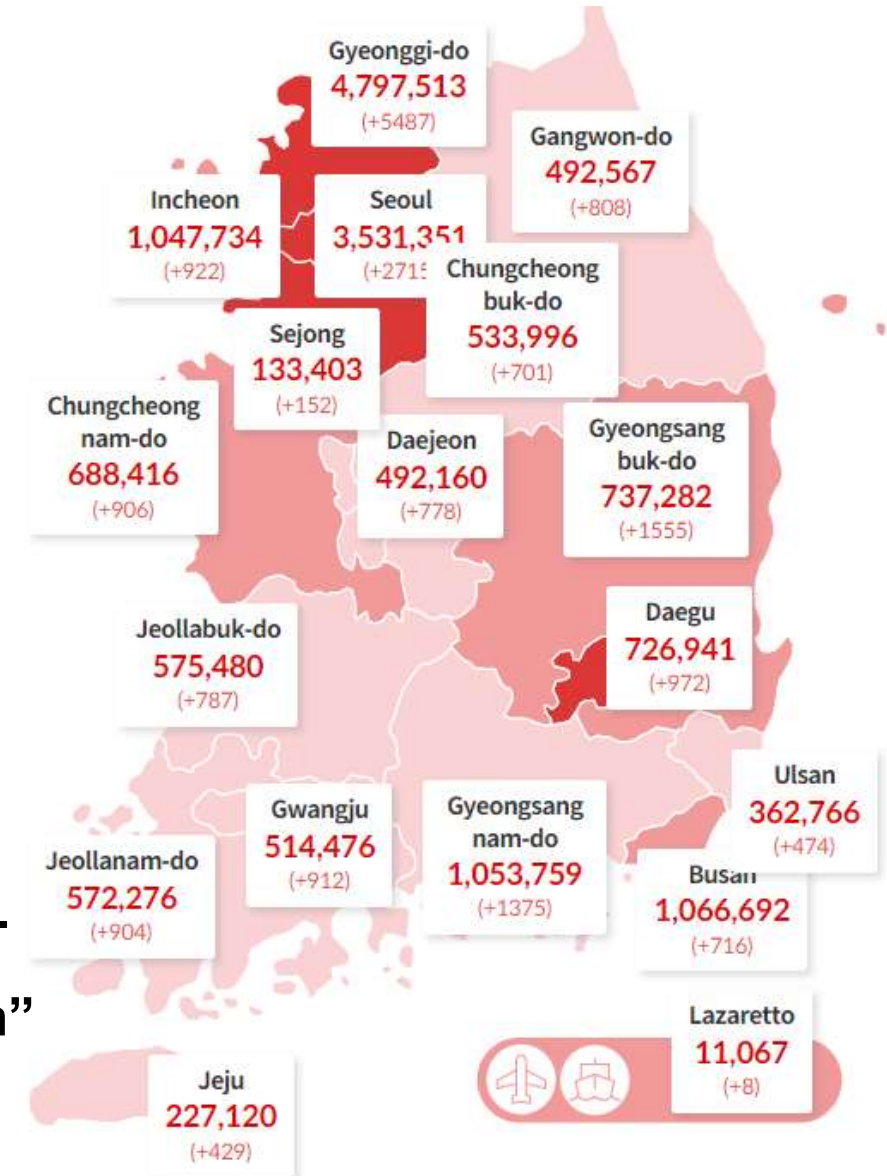 Gyeonggi-do
4,797,513
(+5487)
Gangwon-do
492,567
(+808)
Incheon
1,047,734
(+922)
Seoul
3,531,351
(+2715
Chungcheong
buk-do
533,996
(+701)
Sejong
133,403
(+152)
Chungcheong
nam-do
688,416
(+906)
Daejeon
492,160
(+778)
Gyeongsang
buk-do
737,282
(+1555)
Daegu
726,941
(+972)
Jeollabuk-do
575,480
(+787)
Ulsan
362,766
(+474)
Gwangju
514,476
(+912)
Gyeongsang
nam-do
1,053,759
(+1375)
Jeollanam-do
572,276
(+904)
Busan
1,066,692
(+716)
Lazaretto
11,067
(+8)
Jeju
227,120
(+429)